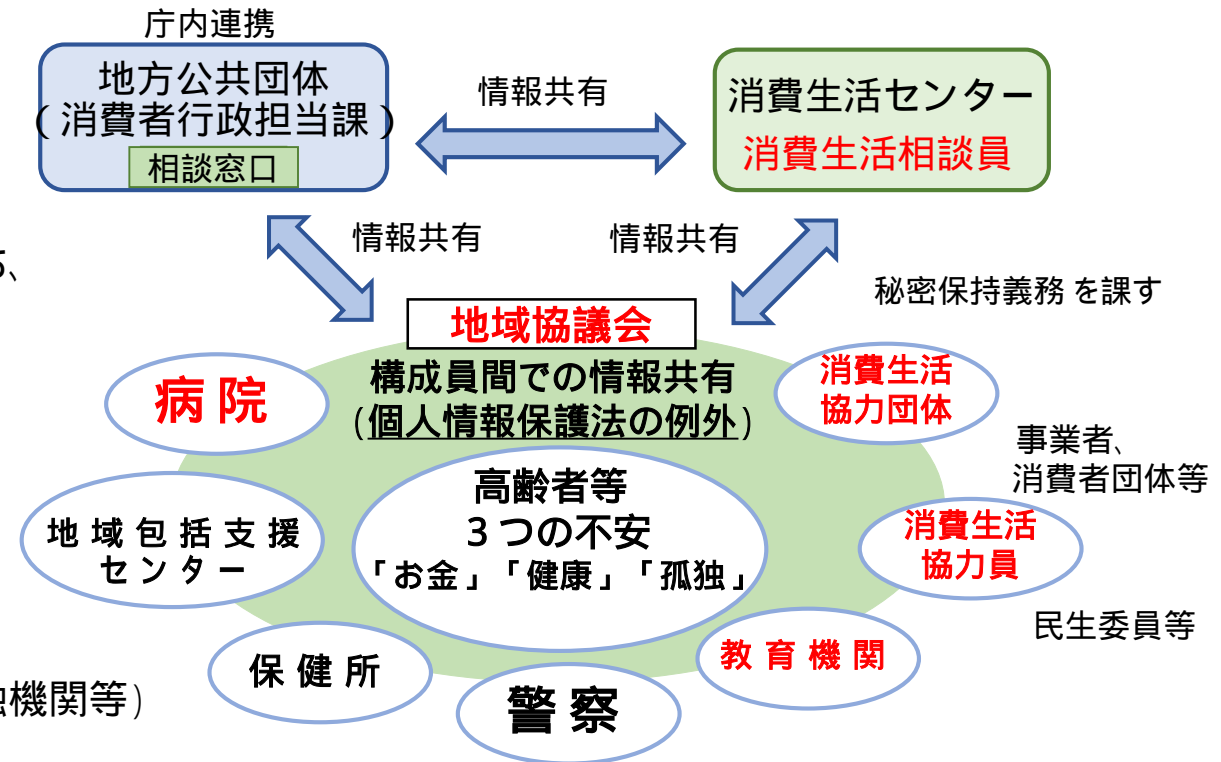 庁内連携
地方公共団体
(消費者行政担当課)
相談窓口
情報共有
消費生活センター
消費生活相談員
情報共有
情報共有
秘密保持義務 を課す
地域協議会
構成員間での情報共有
(個人情報保護法の例外)
病院
消費生活
協力団体
事業者、
消費者団体等
高齢者等
3つの不安
「お金」「健康」「孤独」
地域包括支援
センター
消費生活
協力員
民生委員等
保健所
警察
教育機関
機関等)